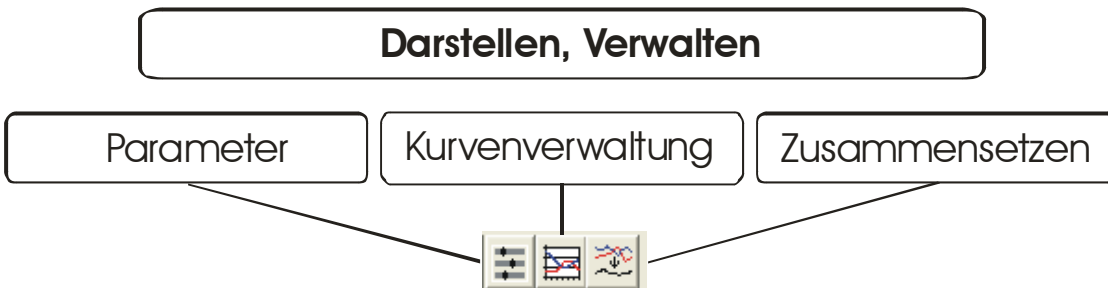 Darstellen, Verwalten
Parameter
Kurvenverwaltung
Zusammensetzen